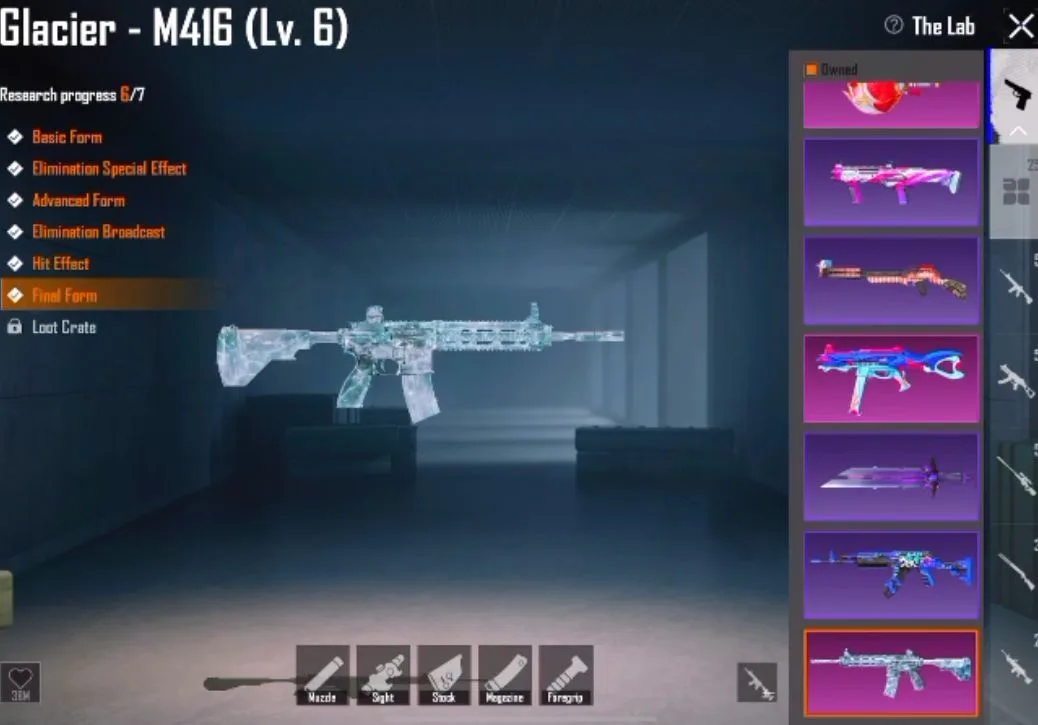 Glacier - M416 (Lv. 6)
The Lab
Research progress 6/7
Owned
Basic Form
Elimination Special Effect
Advanced Form
Elimination Broadcast
Hit Effect
Final Form
Loot Crate
Muzzle
Sight
Stock
Magazine
Foregrip